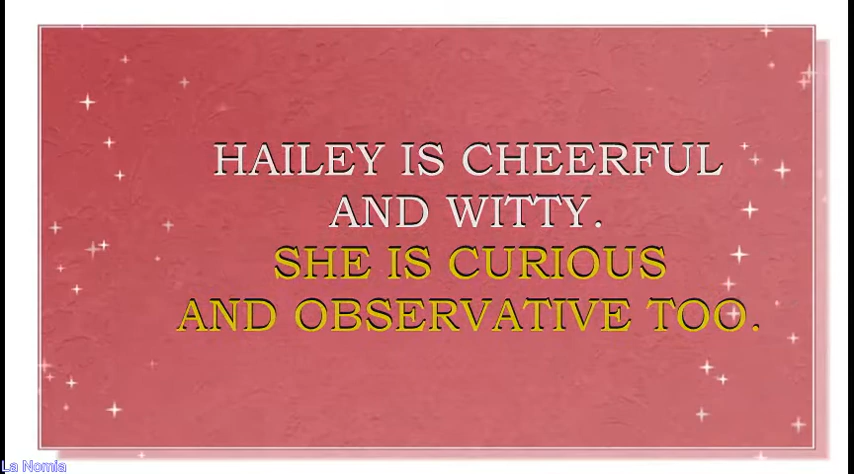 HAILEY IS CHEERFUL
AND WITTY.
SHE IS CURIOUS
AND OBSERVATIVE TOO.
La Nomia